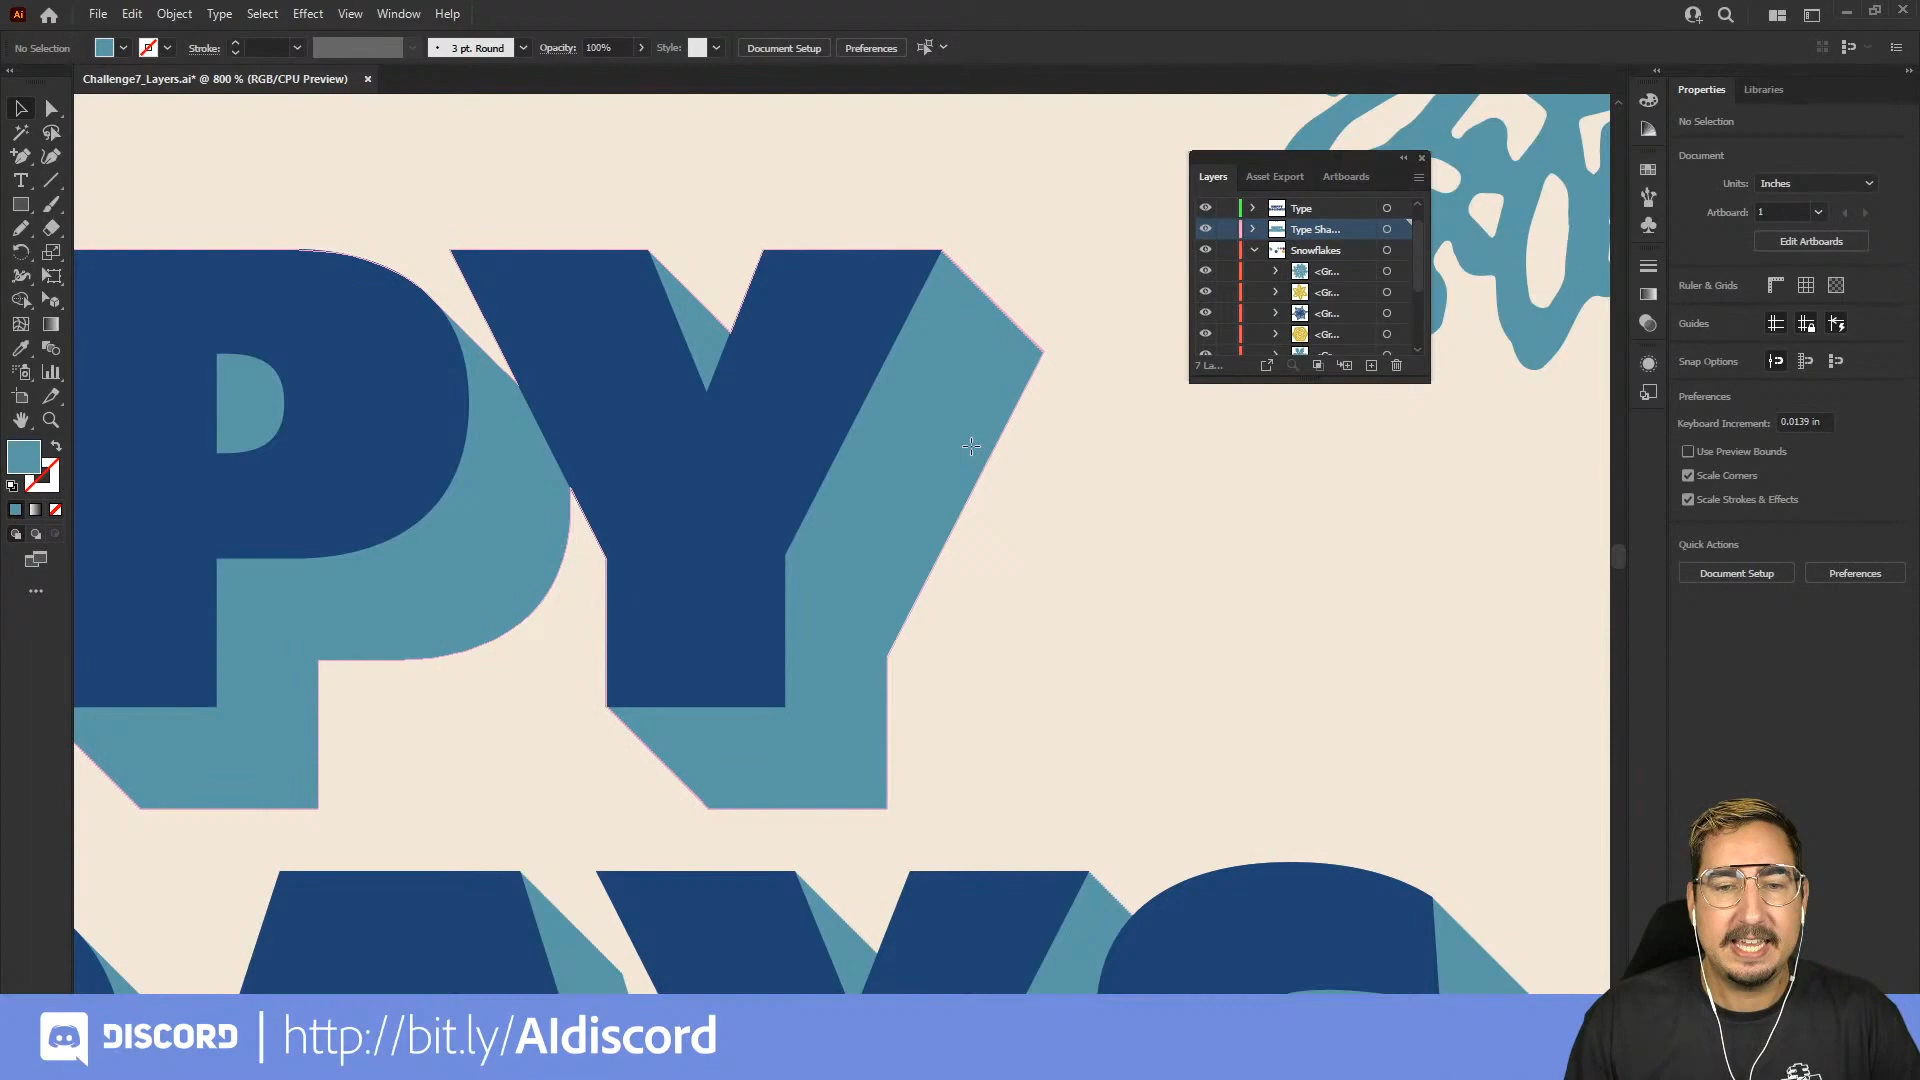 Ai File Edit Object Type Select Effect View Window Help
No Selection Stroke: 3 pt. Round Opacity: 100% Style: Document Setup Preferences
Challenge7_Layers.ai* @ 800 % (RGB/CPU Preview) ×
Properties Libraries
No Selection
Document
Units: Inches
Artboard: 1
Edit Artboards
Ruler & Grids
Guides
Snap Options
Preferences
Keyboard Increment: 0.0139 in
Use Preview Bounds
Scale Corners
Scale Strokes & Effects
Quick Actions
Document Setup Preferences
Layers Asset Export Artboards
Type
Type Sha...
Snowflakes
<Gr...
<Gr...
<Gr...
<Gr...
7 La...
PY
DISCORD | http://bit.ly/AIdiscord